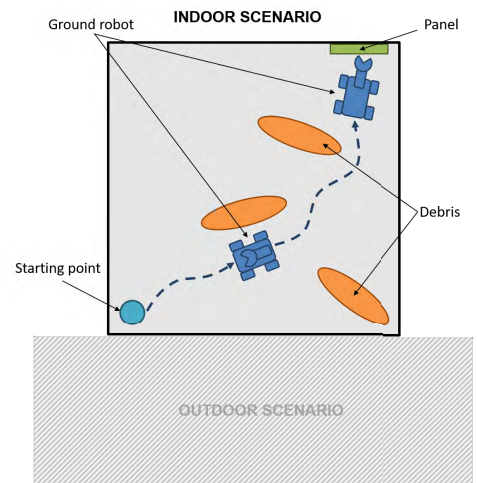 INDOOR SCENARIO
Ground robot
Panel
Debris
Starting point
OUTDOOR SCENARIO